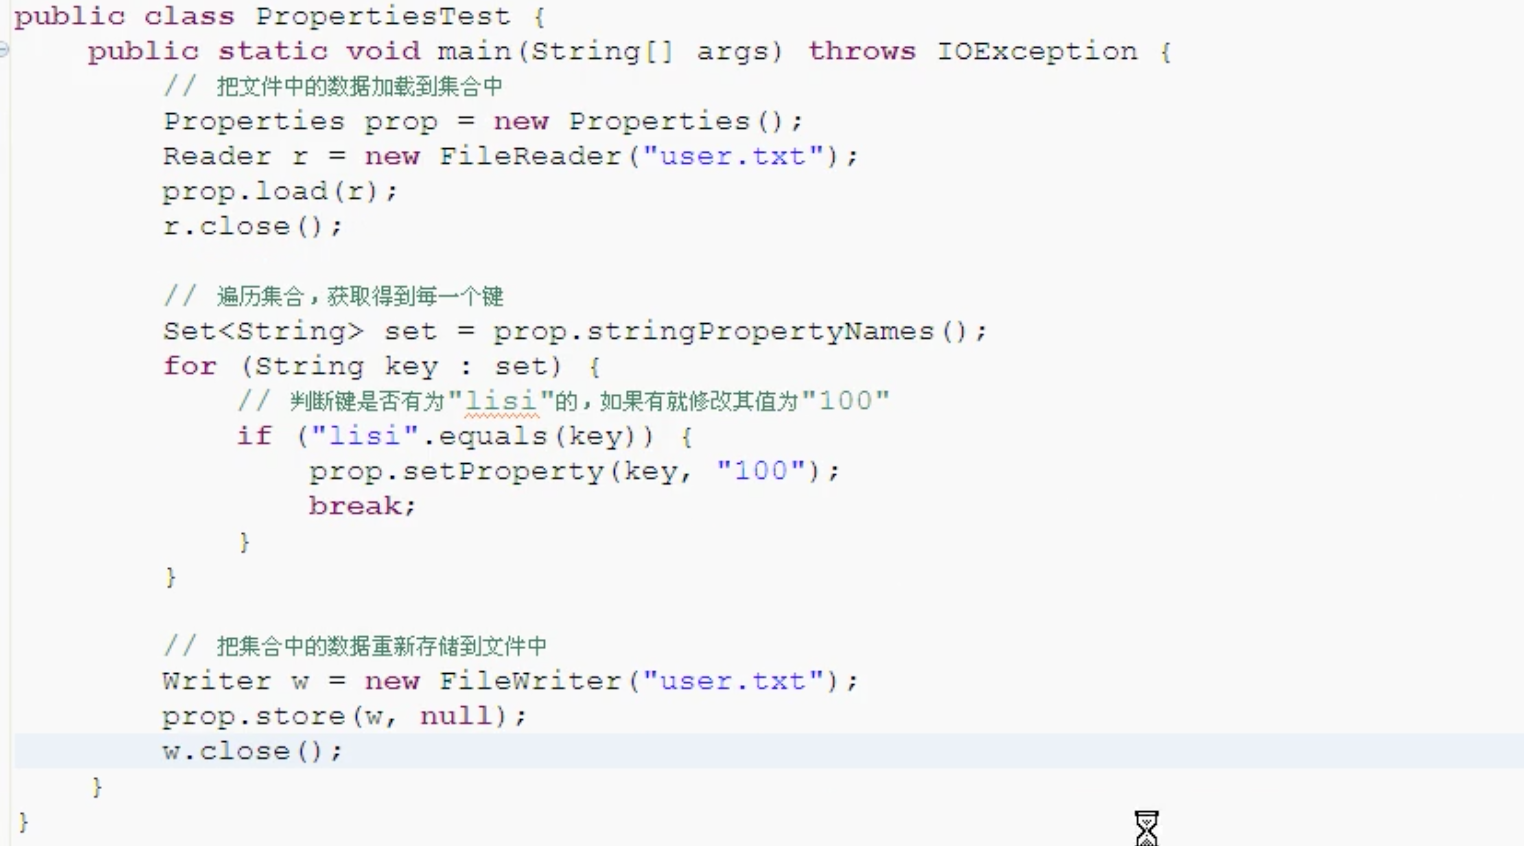 public class PropertiesTest {
public static void main(String[] args) throws IOException {
// 把文件中的数据加载到集合中
Properties prop = new Properties();
Reader r = new FileReader("user.txt");
prop.load(r);
r.close();
// 遍历集合，获取得到每一个键
Set<String> set = prop.stringPropertyNames();
for (String key : set) {
// 判断键是否有为"lisi"的，如果有就修改其值为"100"
if ("lisi".equals(key)) {
prop.setProperty(key, "100");
break;
}
}
// 把集合中的数据重新存储到文件中
Writer w = new FileWriter("user.txt");
prop.store(w, null);
w.close();
}
}